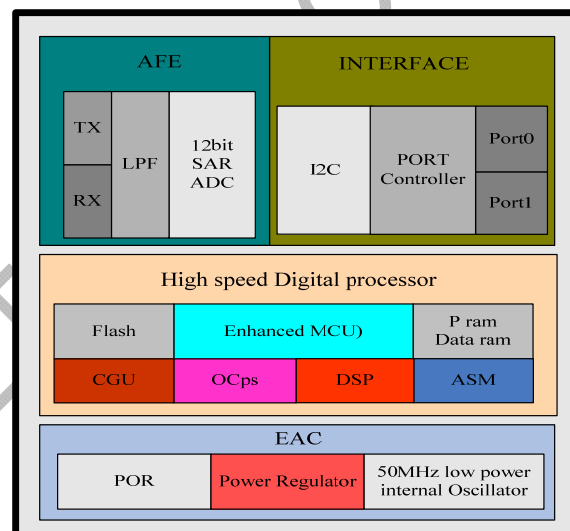 AFE
TX
RX
LPF
12bit
SAR
ADC
INTERFACE
I2C
PORT
Controller
Port0
Port1
High speed Digital processor
Flash
Enhanced MCU)
P ram
Data ram
CGU
OCps
DSP
ASM
EAC
POR
Power Regulator
50MHz low power
internal Oscillator